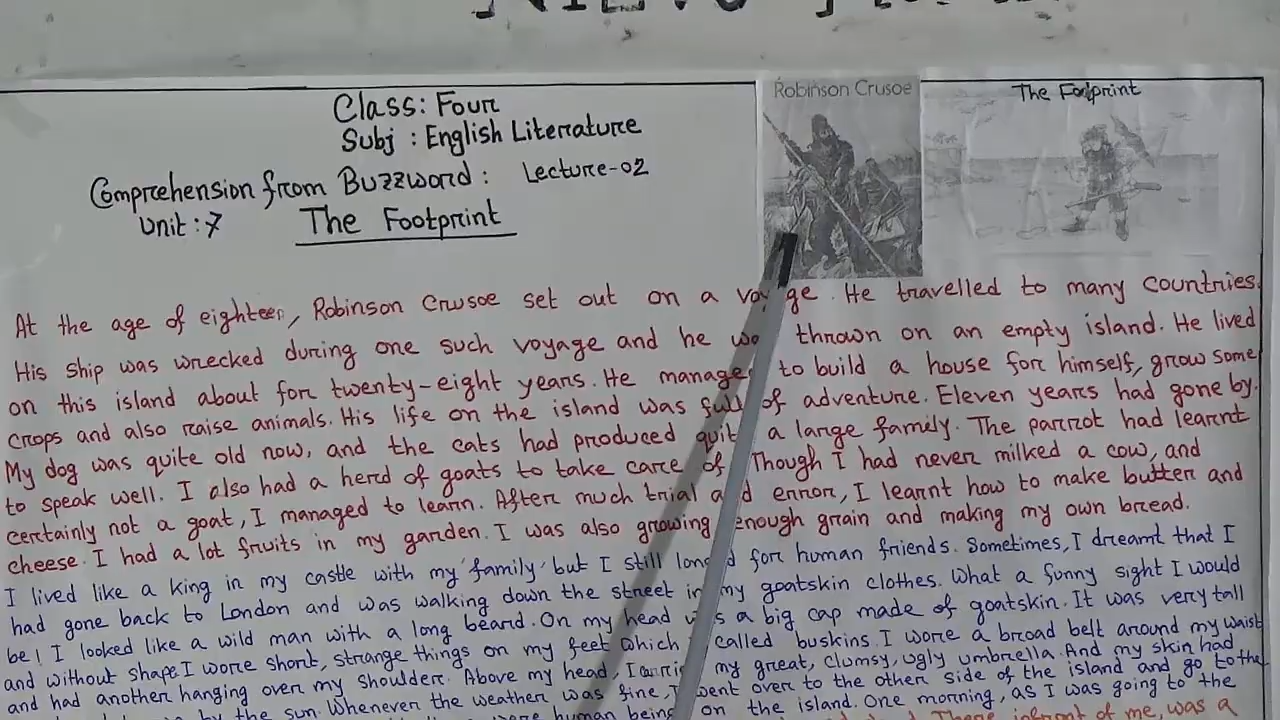 Class: Four
Subj : English Literature
Comprehension from Buzzword : Lecture-02
Unit : 7 The Footprint
Robinson Crusoe
The Footprint
At the age of eighteen, Robinson Crusoe set out on a voyage. He travelled to many countries.
His ship was wrecked during one such voyage and he was thrown on an empty island. He lived
on this island about for twenty-eight years. He managed to build a house for himself, grow some
crops and also raise animals. His life on the island was full of adventure. Eleven years had gone by.
My dog was quite old now, and the cats had produced quite a large family. The parrot had learnt
to speak well. I also had a herd of goats to take care of. Though I had never milked a cow, and
certainly not a goat, I managed to learn. After much trial and error, I learnt how to make butter and
cheese. I had a lot fruits in my garden. I was also growing enough grain and making my own bread.
I lived like a king in my castle with my 'family' but I still longed for human friends. Sometimes, I dreamt that I
had gone back to London and was walking down the street in my goatskin clothes. What a funny sight I would
be! I looked like a wild man with a long beard. On my head was a big cap made of goatskin. It was very tall
and without shape. I wore short, strange things on my feet which I called buskins. I wore a broad belt around my waist
and had another hanging over my shoulder. Above my head, I carried my great, clumsy, ugly umbrella. And my skin had
by the sun. Whenever the weather was fine, I went over to the other side of the island and go to the
human being on the island. One morning, as I was going to the
There infront of me, was a